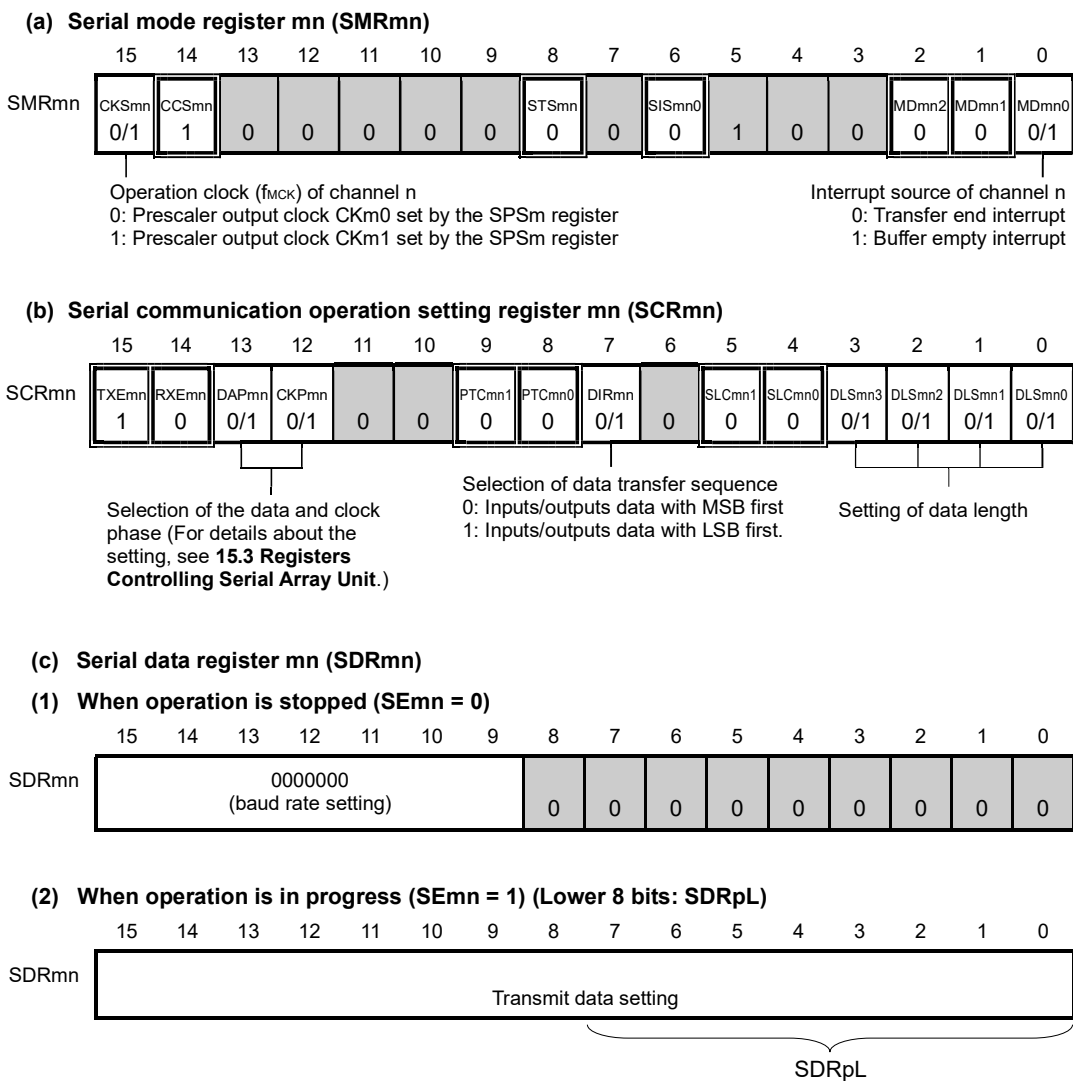 (a) Serial mode register mn (SMRmn)
15 14 13 12 11 10 9 8 7 6 5 4 3 2 1 0
SMRmn
CKSmn CCSmn STSmn SISmn0 MDmn2 MDmn1 MDmn0
0/1 1 0 0 0 0 0 0 0 0 1 0 0 0 0 0/1
Operation clock (fMCK) of channel n
0: Prescaler output clock CKm0 set by the SPSm register
1: Prescaler output clock CKm1 set by the SPSm register
Interrupt source of channel n
0: Transfer end interrupt
1: Buffer empty interrupt
(b) Serial communication operation setting register mn (SCRmn)
15 14 13 12 11 10 9 8 7 6 5 4 3 2 1 0
SCRmn
TXEmn RXEmn DAPmn CKPmn PTCmn1 PTCmn0 DIRmn SLCmn1 SLCmn0 DLSmn3 DLSmn2 DLSmn1 DLSmn0
1 0 0/1 0/1 0 0 0 0 0/1 0 0 0 0/1 0/1 0/1 0/1
Selection of the data and clock
phase (For details about the
setting, see 15.3 Registers
Controlling Serial Array Unit.)
Selection of data transfer sequence
0: Inputs/outputs data with MSB first
1: Inputs/outputs data with LSB first.
Setting of data length
(c) Serial data register mn (SDRmn)
(1) When operation is stopped (SEmn = 0)
15 14 13 12 11 10 9 8 7 6 5 4 3 2 1 0
SDRmn
0000000
(baud rate setting)
0 0 0 0 0 0 0 0 0
(2) When operation is in progress (SEmn = 1) (Lower 8 bits: SDRpL)
15 14 13 12 11 10 9 8 7 6 5 4 3 2 1 0
SDRmn
Transmit data setting
SDRpL